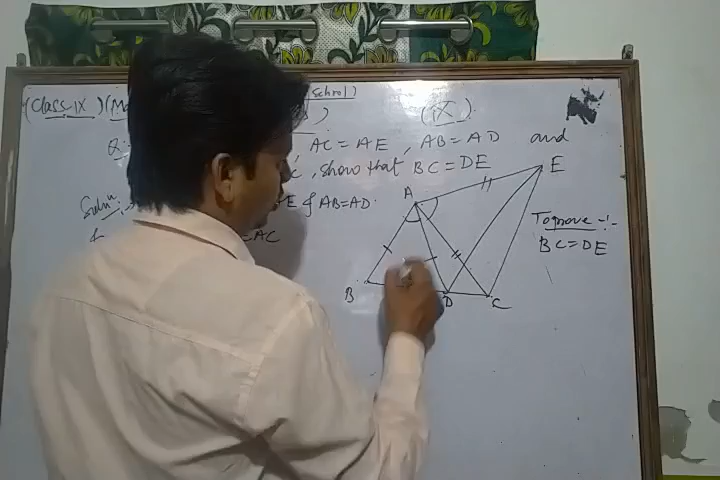 (Class-IX) (Ma School)
(IX)
Q:- , AC = AE , AB = AD and
, show that BC = DE
Soln:- E & AB = AD.
= AC
A
E
B
D
C
To prove :-
BC = DE